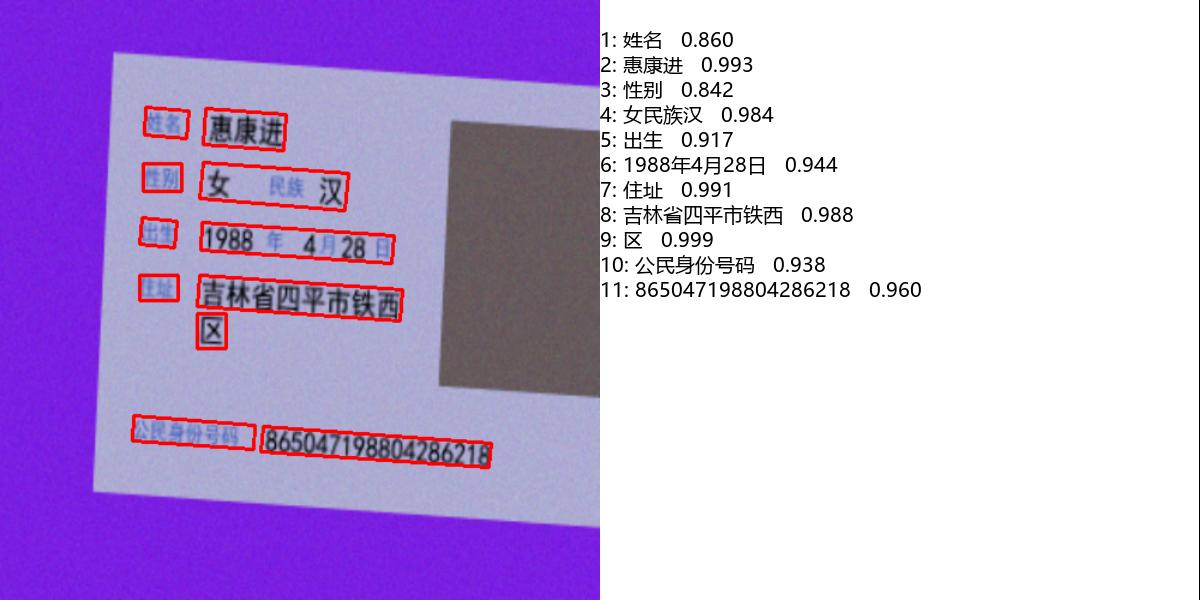 姓名 惠康进
性别 女 民族 汉
出生 1988 年 4 月 28 日
住址 吉林省四平市铁西
区
公民身份号码 865047198804286218
1: 姓名 0.860
2: 惠康进 0.993
3: 性别 0.842
4: 女民族汉 0.984
5: 出生 0.917
6: 1988年4月28日 0.944
7: 住址 0.991
8: 吉林省四平市铁西 0.988
9: 区 0.999
10: 公民身份号码 0.938
11: 865047198804286218 0.960